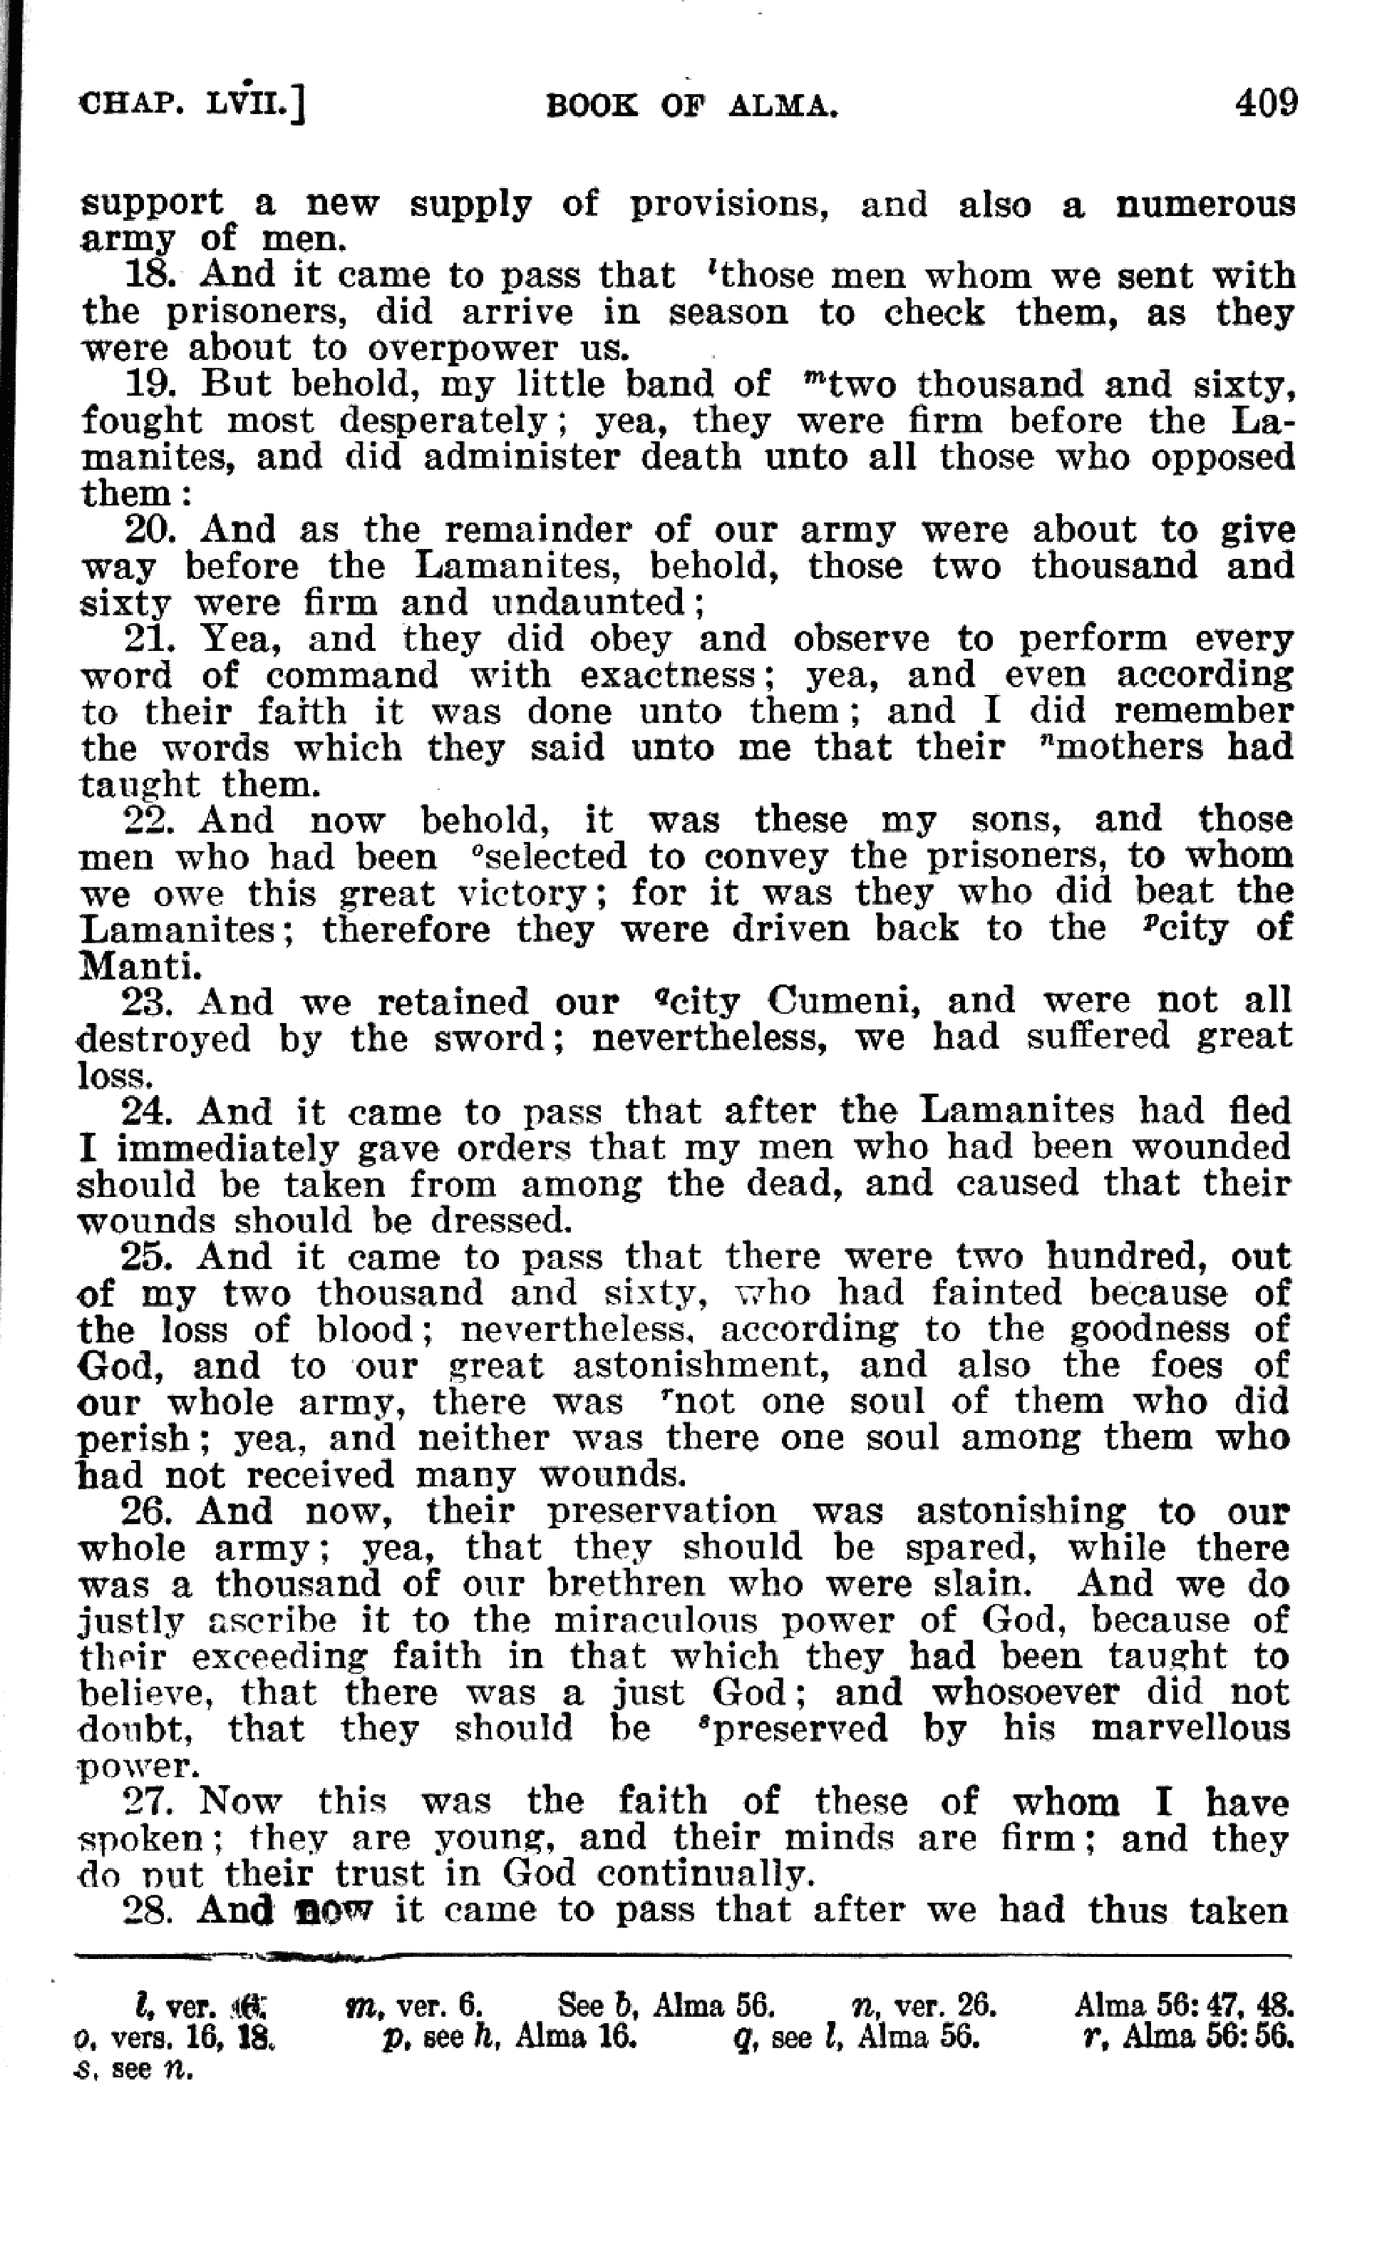 CHAP. LVII.] BOOK OF ALMA. 409
support a new supply of provisions, and also a numerous
army of men.
18. And it came to pass that lthose men whom we sent with
the prisoners, did arrive in season to check them, as they
were about to overpower us.
19. But behold, my little band of mtwo thousand and sixty,
fought most desperately; yea, they were firm before the La-
manites, and did administer death unto all those who opposed
them:
20. And as the remainder of our army were about to give
way before the Lamanites, behold, those two thousand and
sixty were firm and undaunted;
21. Yea, and they did obey and observe to perform every
word of command with exactness; yea, and even according
to their faith it was done unto them; and I did remember
the words which they said unto me that their nmothers had
taught them.
22. And now behold, it was these my sons, and those
men who had been oselected to convey the prisoners, to whom
we owe this great victory; for it was they who did beat the
Lamanites; therefore they were driven back to the pcity of
Manti.
23. And we retained our qcity Cumeni, and were not all
destroyed by the sword; nevertheless, we had suffered great
loss.
24. And it came to pass that after the Lamanites had fled
I immediately gave orders that my men who had been wounded
should be taken from among the dead, and caused that their
wounds should be dressed.
25. And it came to pass that there were two hundred, out
of my two thousand and sixty, who had fainted because of
the loss of blood; nevertheless, according to the goodness of
God, and to our great astonishment, and also the foes of
our whole army, there was rnot one soul of them who did
perish; yea, and neither was there one soul among them who
had not received many wounds.
26. And now, their preservation was astonishing to our
whole army; yea, that they should be spared, while there
was a thousand of our brethren who were slain. And we do
justly ascribe it to the miraculous power of God, because of
their exceeding faith in that which they had been taught to
believe, that there was a just God; and whosoever did not
doubt, that they should be spreserved by his marvellous
power.
27. Now this was the faith of these of whom I have
spoken; they are young, and their minds are firm; and they
do put their trust in God continually.
28. And now it came to pass that after we had thus taken
l, ver. m, ver. 6. See b, Alma 56. n, ver. 26. Alma 56: 47, 48.
o, vers. 16, 18. p, see h, Alma 16. q, see l, Alma 56. r, Alma 56: 56.
s, see n.